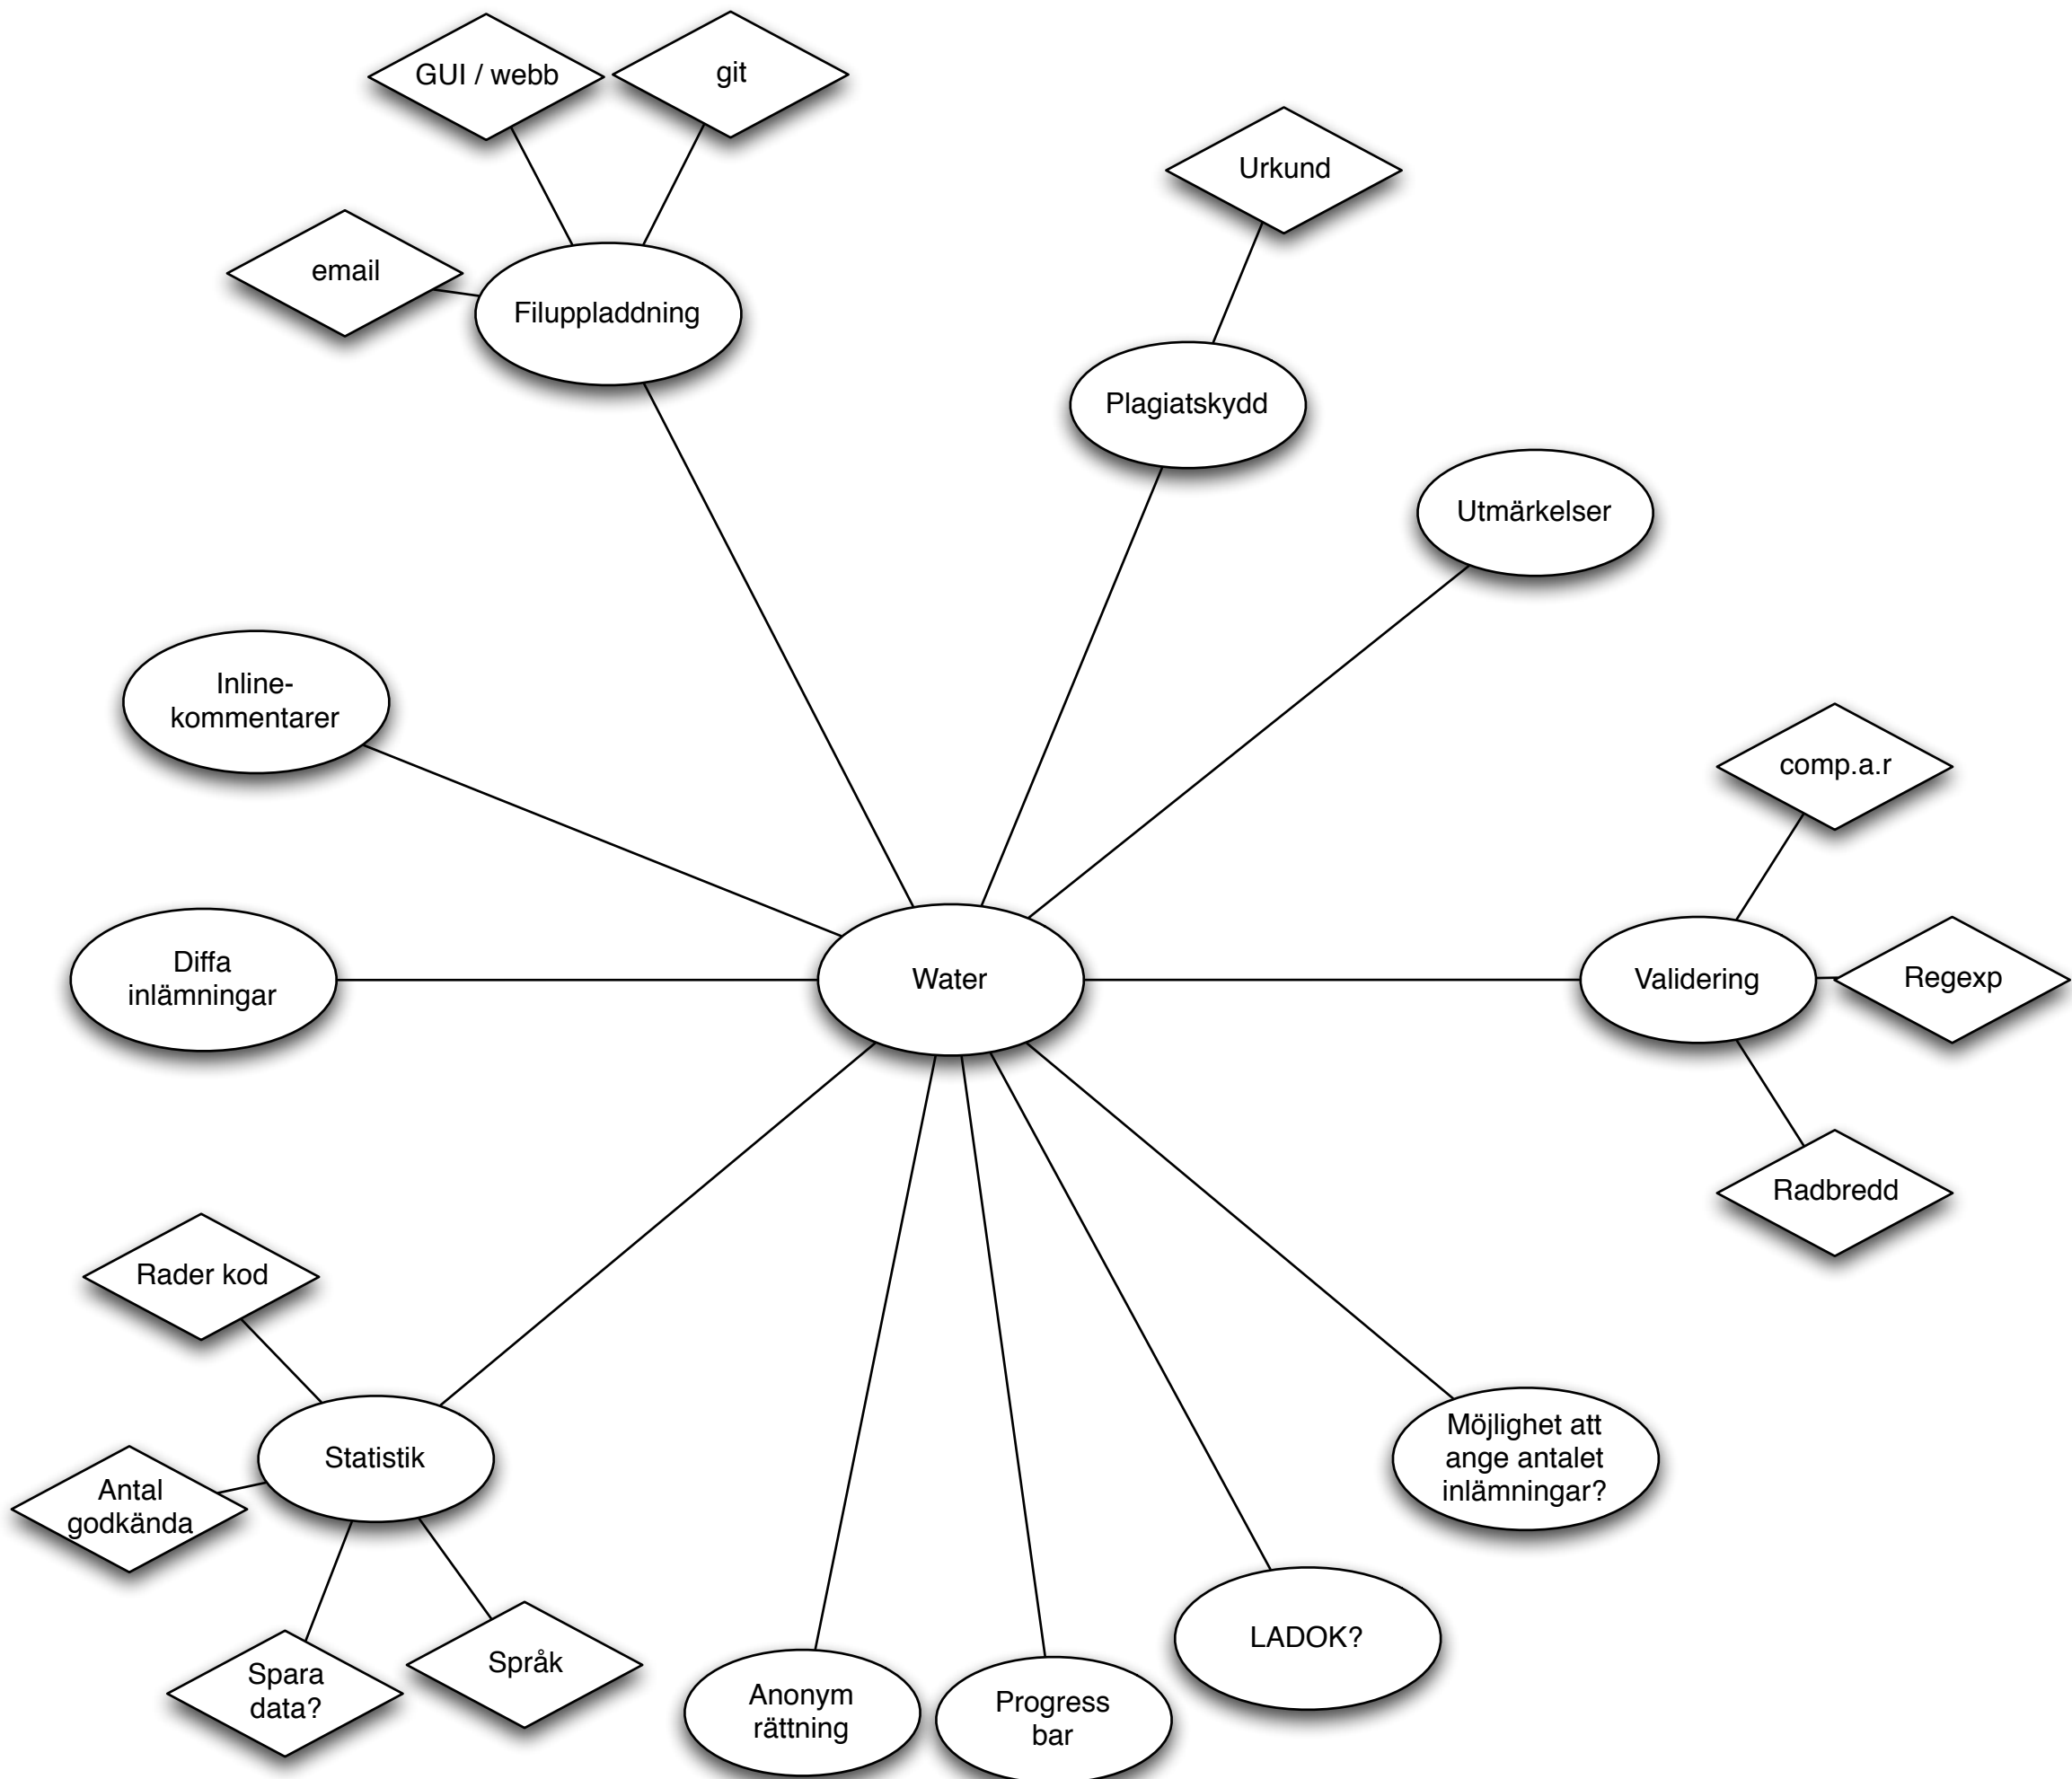 GUI / webb
git
Urkund
email
Filuppladdning
Plagiatskydd
Utmärkelser
Inline-
kommentarer
comp.a.r
Diffa
inlämningar
Water
Validering
Regexp
Radbredd
Rader kod
Statistik
Möjlighet att
ange antalet
inlämningar?
Antal
godkända
Spara
data?
Språk
Anonym
rättning
Progress
bar
LADOK?